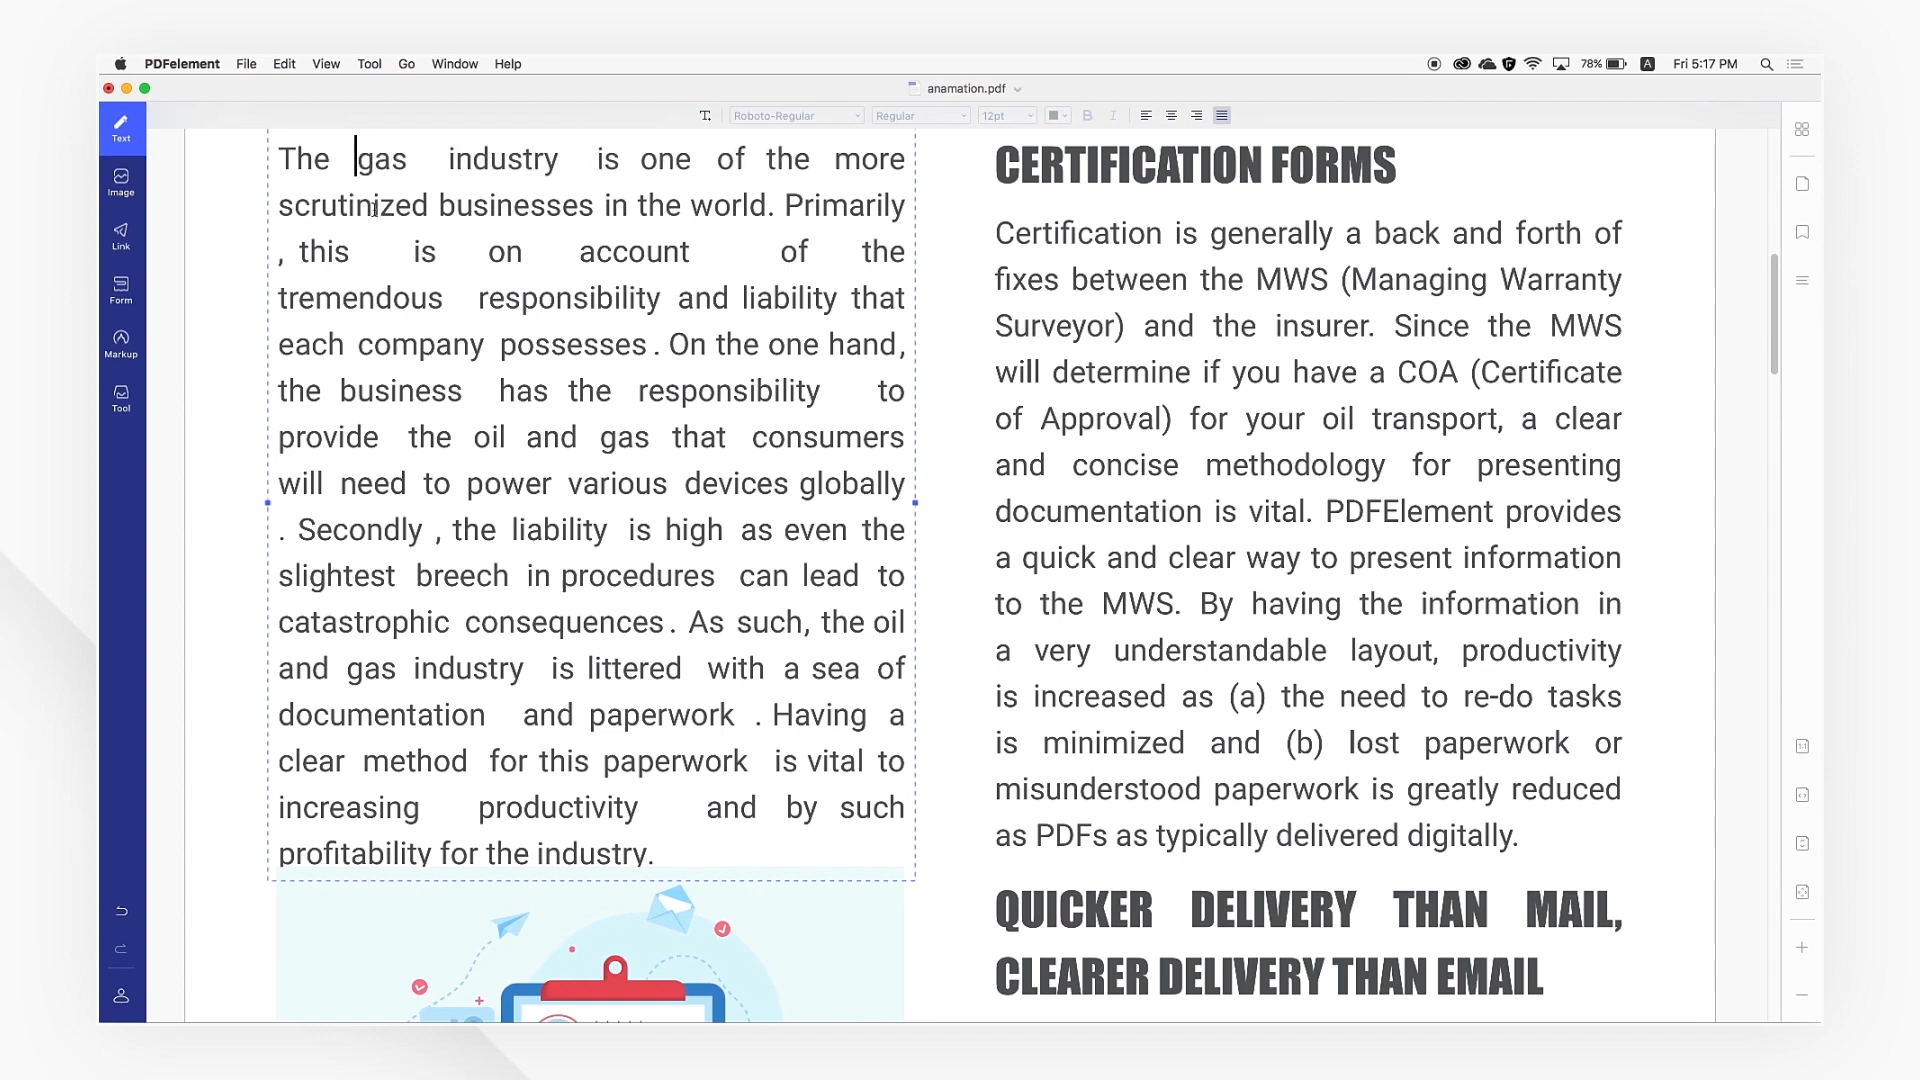 PDFelement File Edit View Tool Go Window Help
78% A Fri 5:17 PM
anamation.pdf
Roboto-Regular Regular 12pt B I
Text
Image
Link
Form
Markup
Tool
The gas industry is one of the more
scrutinized businesses in the world. Primarily
, this is on account of the
tremendous responsibility and liability that
each company possesses . On the one hand,
the business has the responsibility to
provide the oil and gas that consumers
will need to power various devices globally
. Secondly , the liability is high as even the
slightest breech in procedures can lead to
catastrophic consequences . As such, the oil
and gas industry is littered with a sea of
documentation and paperwork . Having a
clear method for this paperwork is vital to
increasing productivity and by such
profitability for the industry.
CERTIFICATION FORMS
Certification is generally a back and forth of
fixes between the MWS (Managing Warranty
Surveyor) and the insurer. Since the MWS
will determine if you have a COA (Certificate
of Approval) for your oil transport, a clear
and concise methodology for presenting
documentation is vital. PDFElement provides
a quick and clear way to present information
to the MWS. By having the information in
a very understandable layout, productivity
is increased as (a) the need to re-do tasks
is minimized and (b) lost paperwork or
misunderstood paperwork is greatly reduced
as PDFs as typically delivered digitally.
QUICKER DELIVERY THAN MAIL,
CLEARER DELIVERY THAN EMAIL